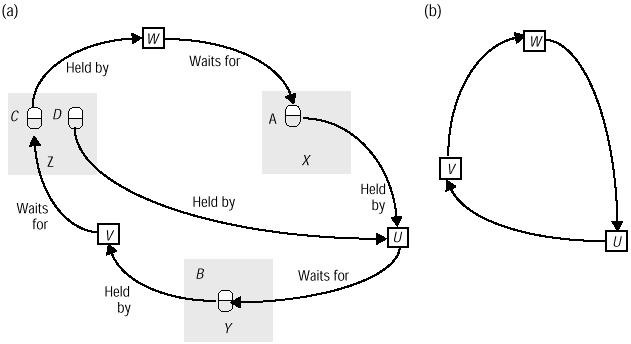 (a)
(b)
W
W
Held by
Waits for
C
D
A
Z
X
Held
by
Held by
Waits
for
V
V
U
U
B
Waits for
Held
by
Y